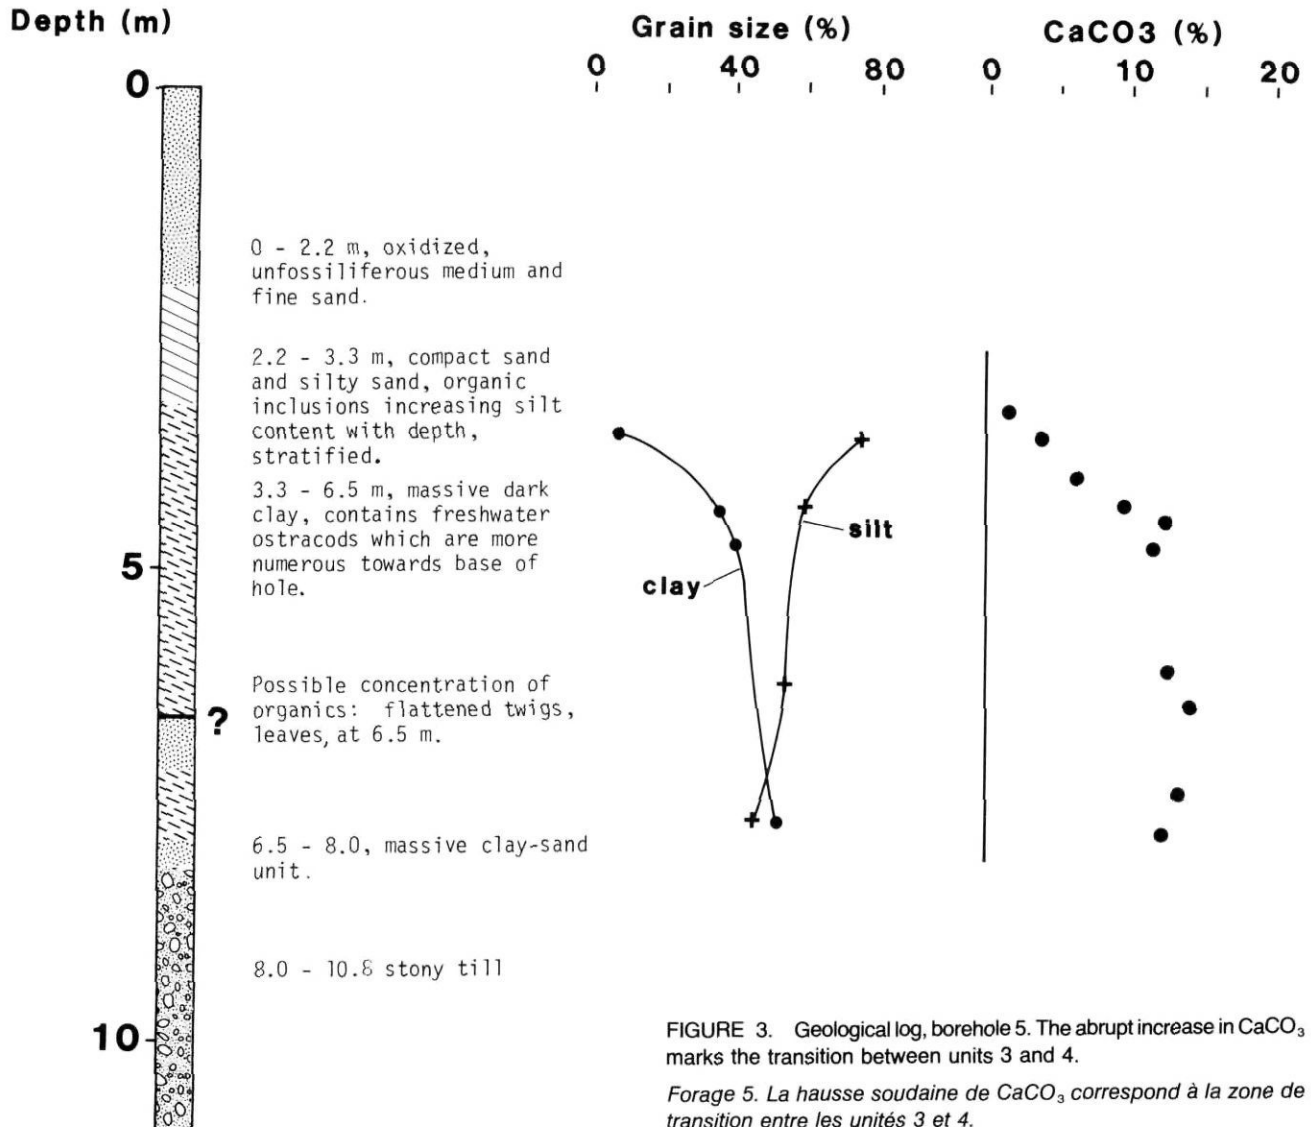 Depth (m)
Grain size (%)
CaCO3 (%)
0 40 80
0 10 20
0
5
10
0 - 2.2 m, oxidized,
unfossiliferous medium and
fine sand.
2.2 - 3.3 m, compact sand
and silty sand, organic
inclusions increasing silt
content with depth,
stratified.
3.3 - 6.5 m, massive dark
clay, contains freshwater
ostracods which are more
numerous towards base of
hole.
Possible concentration of
organics: flattened twigs,
leaves, at 6.5 m.
?
6.5 - 8.0, massive clay-sand
unit.
8.0 - 10.8 stony till
clay
silt
FIGURE 3. Geological log, borehole 5. The abrupt increase in CaCO₃
marks the transition between units 3 and 4.
Forage 5. La hausse soudaine de CaCO₃ correspond à la zone de
transition entre les unités 3 et 4.